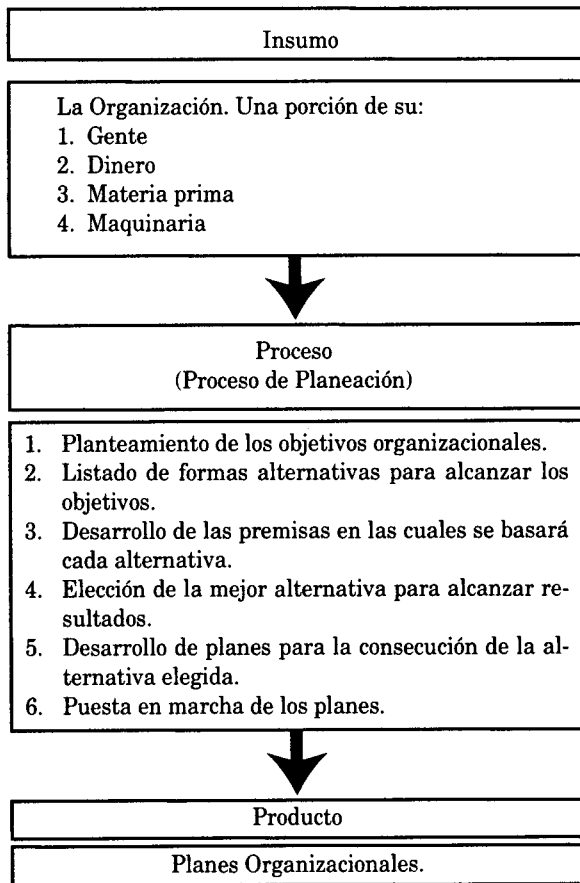 Insumo
La Organización. Una porción de su:
1. Gente
2. Dinero
3. Materia prima
4. Maquinaria
Proceso
(Proceso de Planeación)
1. Planteamiento de los objetivos organizacionales.
2. Listado de formas alternativas para alcanzar los
objetivos.
3. Desarrollo de las premisas en las cuales se basará
cada alternativa.
4. Elección de la mejor alternativa para alcanzar re-
sultados.
5. Desarrollo de planes para la consecución de la al-
ternativa elegida.
6. Puesta en marcha de los planes.
Producto
Planes Organizacionales.